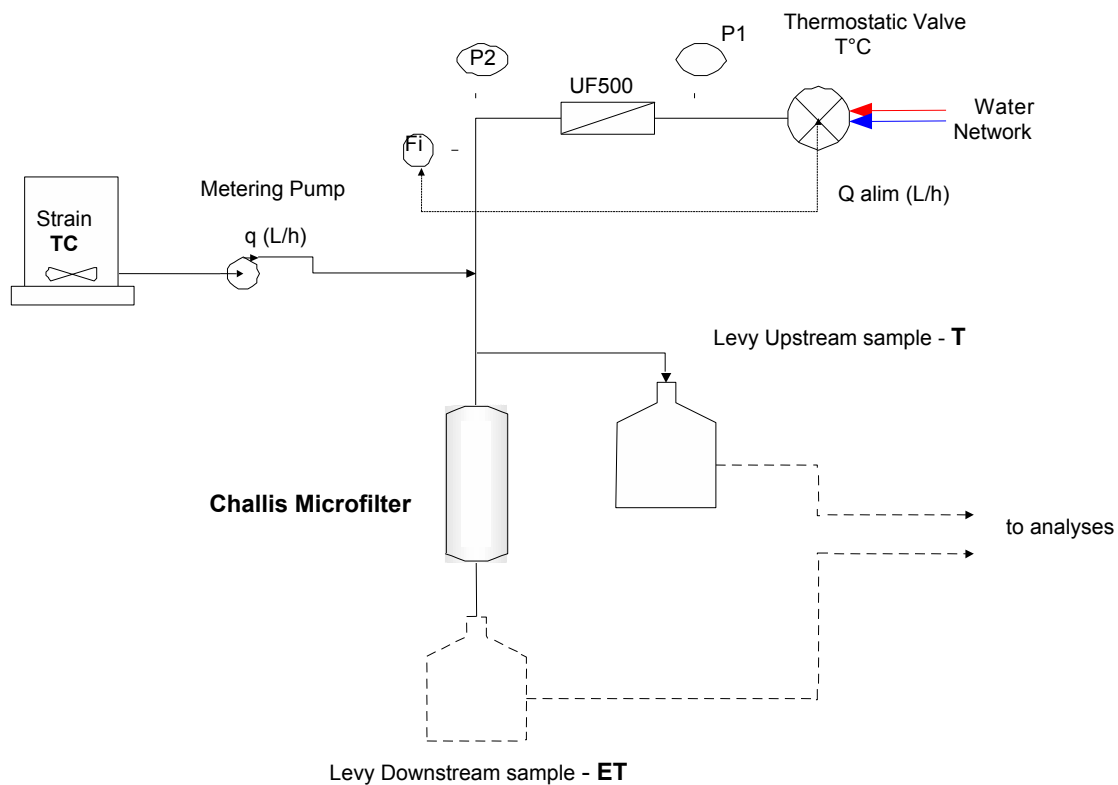 Thermostatic Valve
T°C
P1
P2
UF500
Water
Network
Fi
Q alim (L/h)
Metering Pump
q (L/h)
Strain
TC
Levy Upstream sample - T
Challis Microfilter
to analyses
Levy Downstream sample - ET